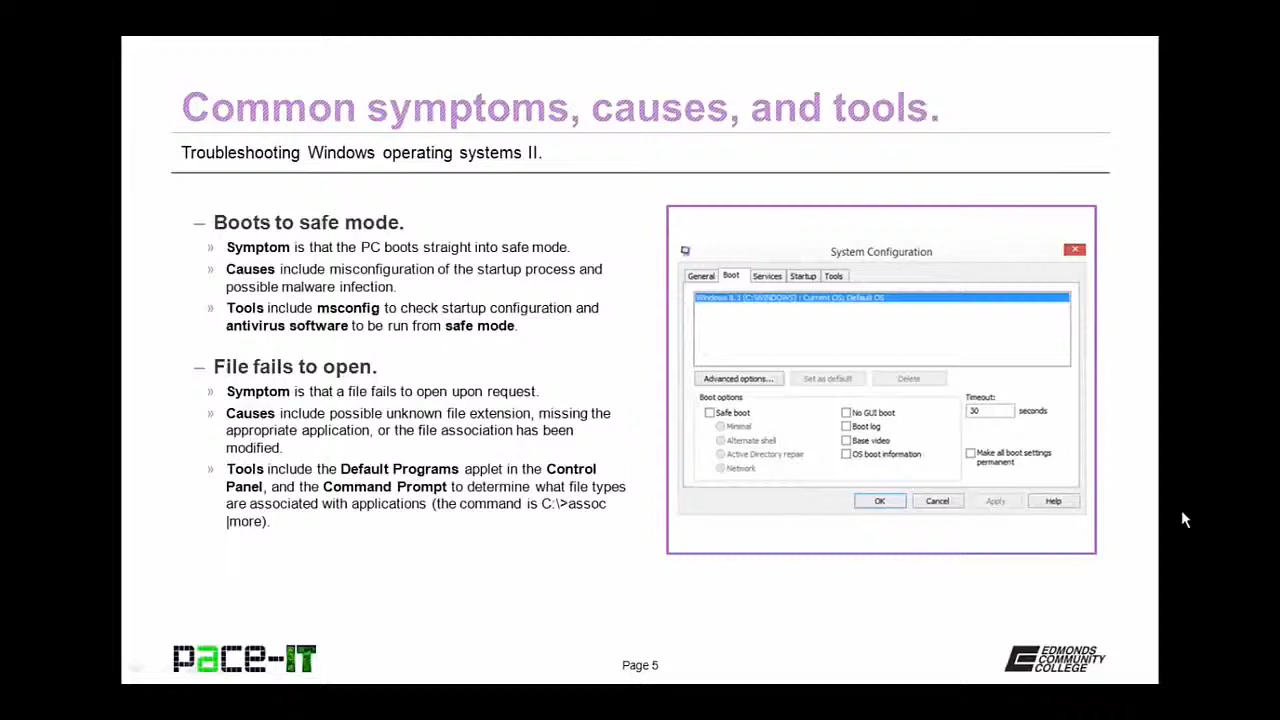 Common symptoms, causes, and tools.
Troubleshooting Windows operating systems II.
– Boots to safe mode.
» Symptom is that the PC boots straight into safe mode.
» Causes include misconfiguration of the startup process and
possible malware infection.
» Tools include msconfig to check startup configuration and
antivirus software to be run from safe mode.
– File fails to open.
» Symptom is that a file fails to open upon request.
» Causes include possible unknown file extension, missing the
appropriate application, or the file association has been
modified.
» Tools include the Default Programs applet in the Control
Panel, and the Command Prompt to determine what file types
are associated with applications (the command is C:\>assoc
|more).
System Configuration
General Boot Services Startup Tools
Windows 8.1 (C:\WINDOWS) : Current OS; Default OS
Advanced options... Set as default Delete
Boot options
Safe boot
Minimal
Alternate shell
Active Directory repair
Network
No GUI boot
Boot log
Base video
OS boot information
Timeout:
30 seconds
Make all boot settings
permanent
OK Cancel Apply Help
pace-IT
Page 5
EDMONDS
COMMUNITY
COLLEGE